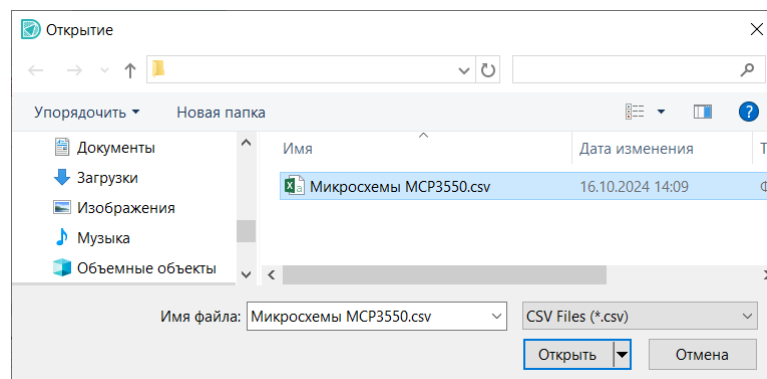 Открытие
Упорядочить Новая папка
Документы
Загрузки
Изображения
Музыка
Объемные объекты
Имя Дата изменения
Микросхемы MCP3550.csv 16.10.2024 14:09
Имя файла: Микросхемы MCP3550.csv CSV Files (*.csv)
Открыть Отмена